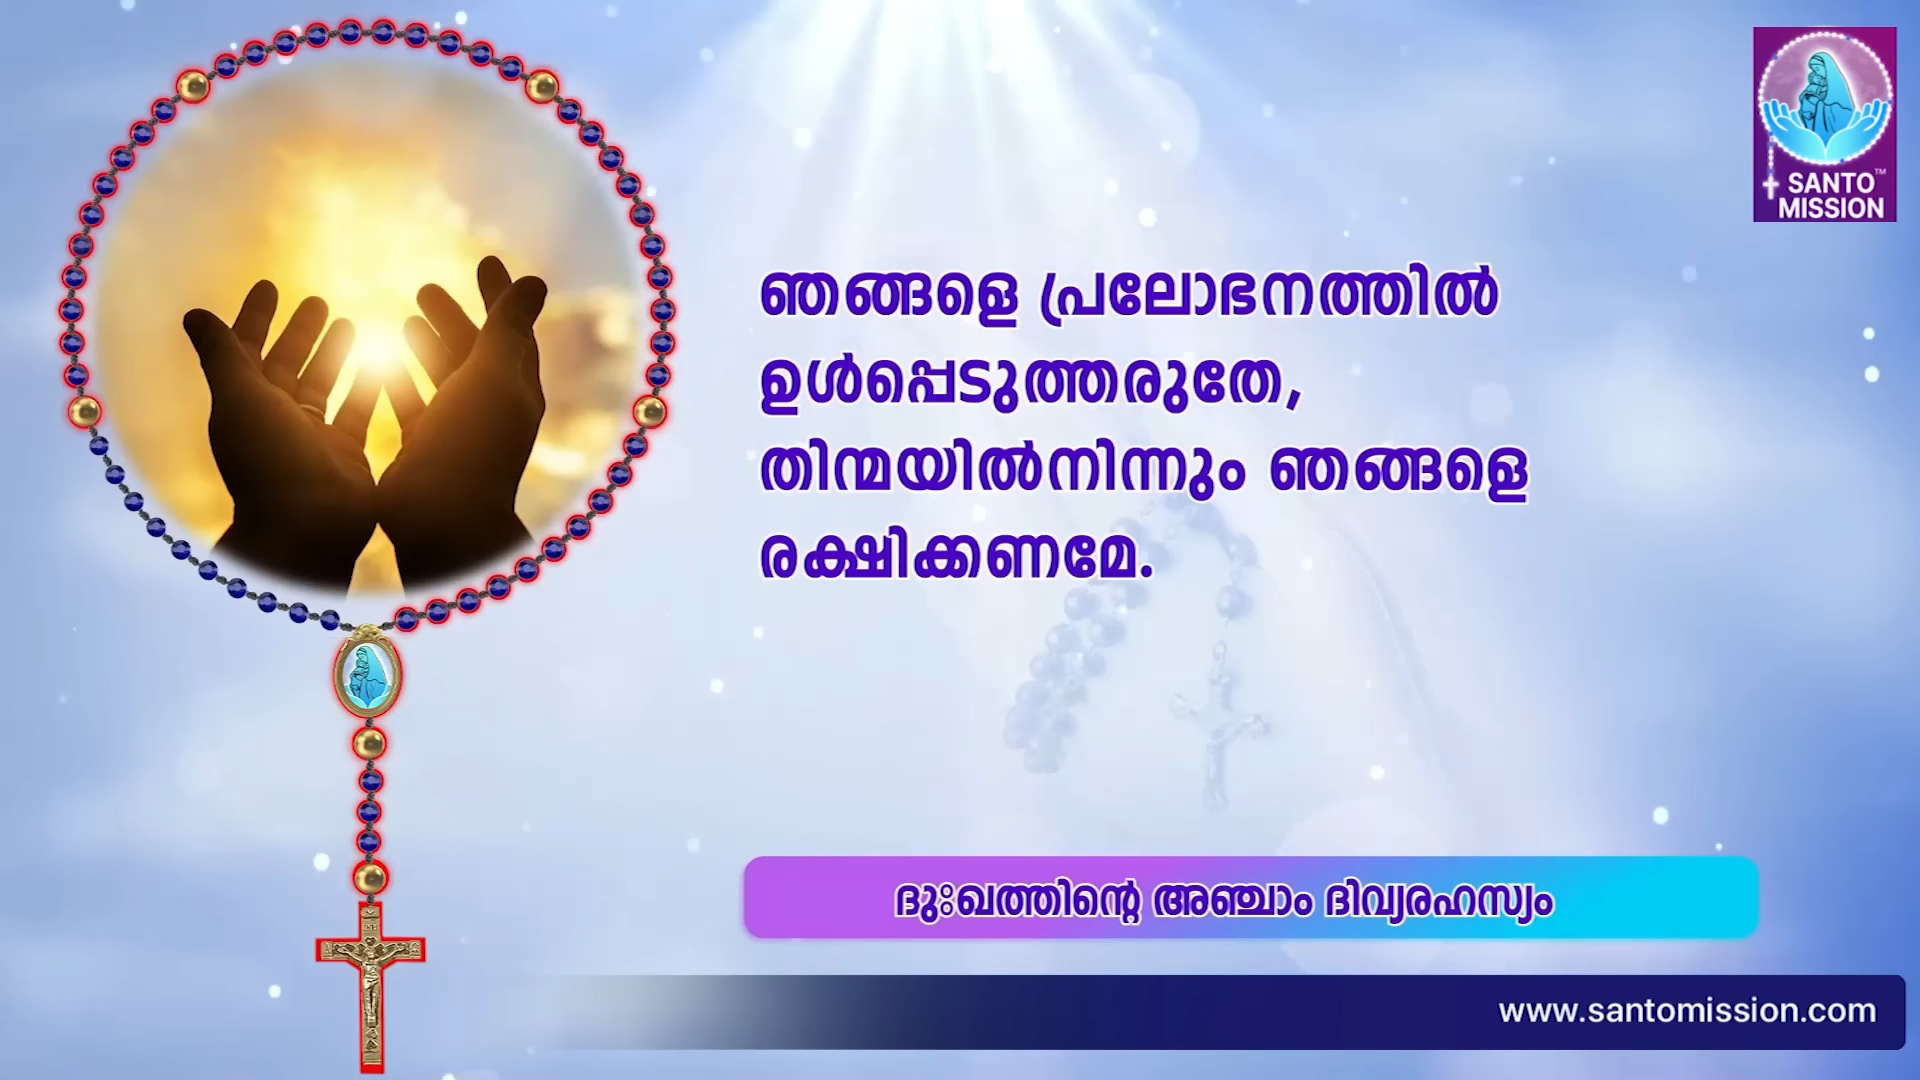 SANTO™
MISSION
ഞങ്ങളെ പ്രലോഭനത്തിൽ
ഉൾപ്പെടുത്തരുതേ,
തിന്മയിൽനിന്നും ഞങ്ങളെ
രക്ഷിക്കണമേ.
ദുഃഖത്തിന്റെ അഞ്ചാം ദിവ്യരഹസ്യം
www.santomission.com